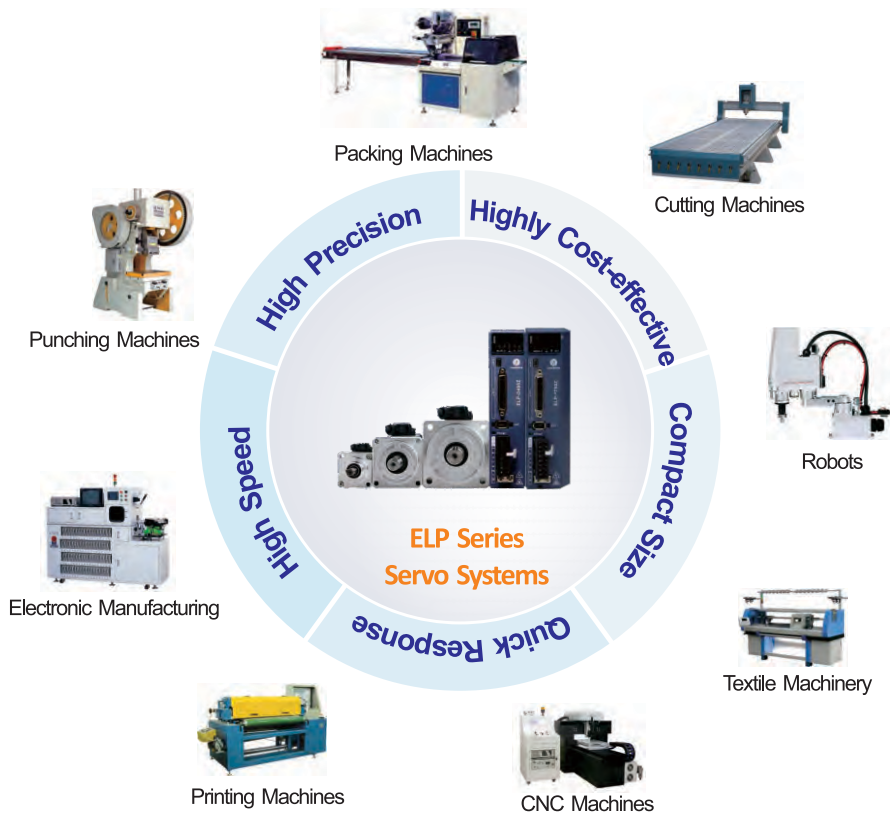 Packing Machines
Cutting Machines
Punching Machines
Robots
Electronic Manufacturing
Textile Machinery
Printing Machines
CNC Machines
High Precision
Highly Cost-effective
Compact Size
Quick Response
High Speed
ELP Series
Servo Systems